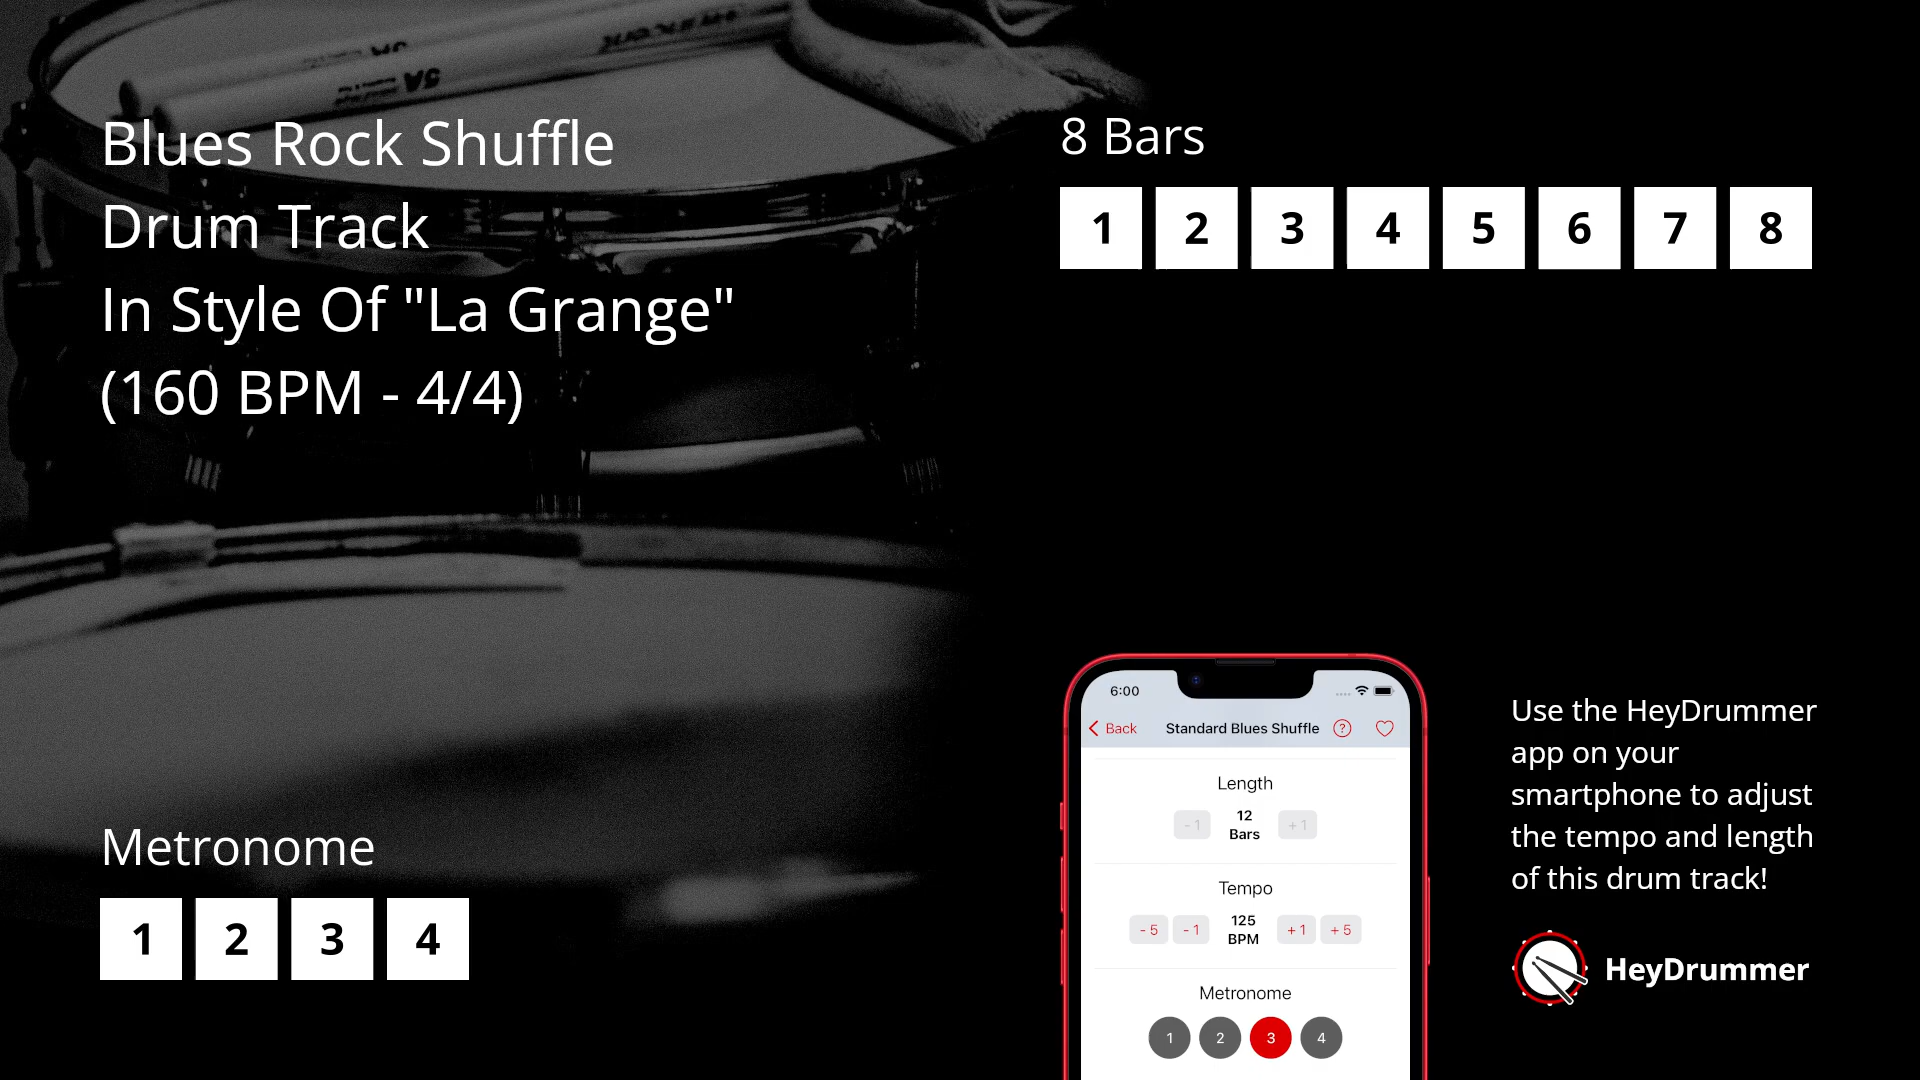 Blues Rock Shuffle
Drum Track
In Style Of "La Grange"
(160 BPM - 4/4)
8 Bars
1 2 3 4 5 6 7 8
Metronome
1 2 3 4
6:00
Back Standard Blues Shuffle ?
Length
- 1 12 Bars + 1
Tempo
- 5 - 1 125 BPM + 1 + 5
Metronome
1 2 3 4
Use the HeyDrummer
app on your
smartphone to adjust
the tempo and length
of this drum track!
HeyDrummer
5A
5A